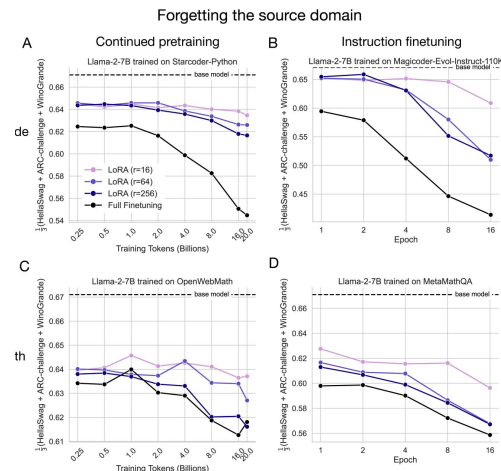 Forgetting the source domain
Continued pretraining
Instruction finetuning
A
Llama-2-7B trained on Starcoder-Python
base model
de
1/3(HellaSwag + ARC-challenge + WinoGrande)
0.66
0.64
0.62
0.60
0.58
0.56
0.54
LoRA (r=16)
LoRA (r=64)
LoRA (r=256)
Full Finetuning
0.25
0.5
1.0
2.0
4.0
8.0
16.0
20.0
Training Tokens (Billions)
B
Llama-2-7B trained on Magicoder-Evol-Instruct-110K
base model
1/3(HellaSwag + ARC-challenge + WinoGrande)
0.65
0.60
0.55
0.50
0.45
1
2
4
8
16
Epoch
C
Llama-2-7B trained on OpenWebMath
base model
th
1/3(HellaSwag + ARC-challenge + WinoGrande)
0.67
0.66
0.65
0.64
0.63
0.62
0.61
0.25
0.5
1.0
2.0
4.0
8.0
16.0
20.0
Training Tokens (Billions)
D
Llama-2-7B trained on MetaMathQA
base model
1/3(HellaSwag + ARC-challenge + WinoGrande)
0.66
0.64
0.62
0.60
0.58
0.56
1
2
4
8
16
Epoch